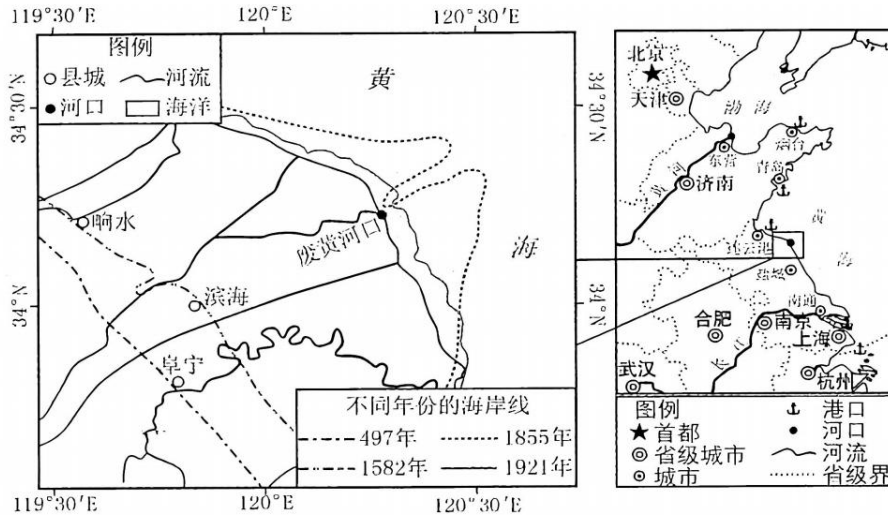 119°30′E
120°E
120°30′E
图例
县城
河流
河口
海洋
34°30′N
34°30′N
黄
海
响水
废黄河口
滨海
阜宁
34°N
34°N
不同年份的海岸线
497年
1855年
1582年
1921年
119°30′E
120°E
120°30′E
北京
天津
渤海
烟台
东营
黄河
济南
青岛
黄
海
连云港
盐城
南通
合肥
南京
上海
长江
武汉
杭州
图例
港口
首都
河口
省级城市
河流
城市
省级界